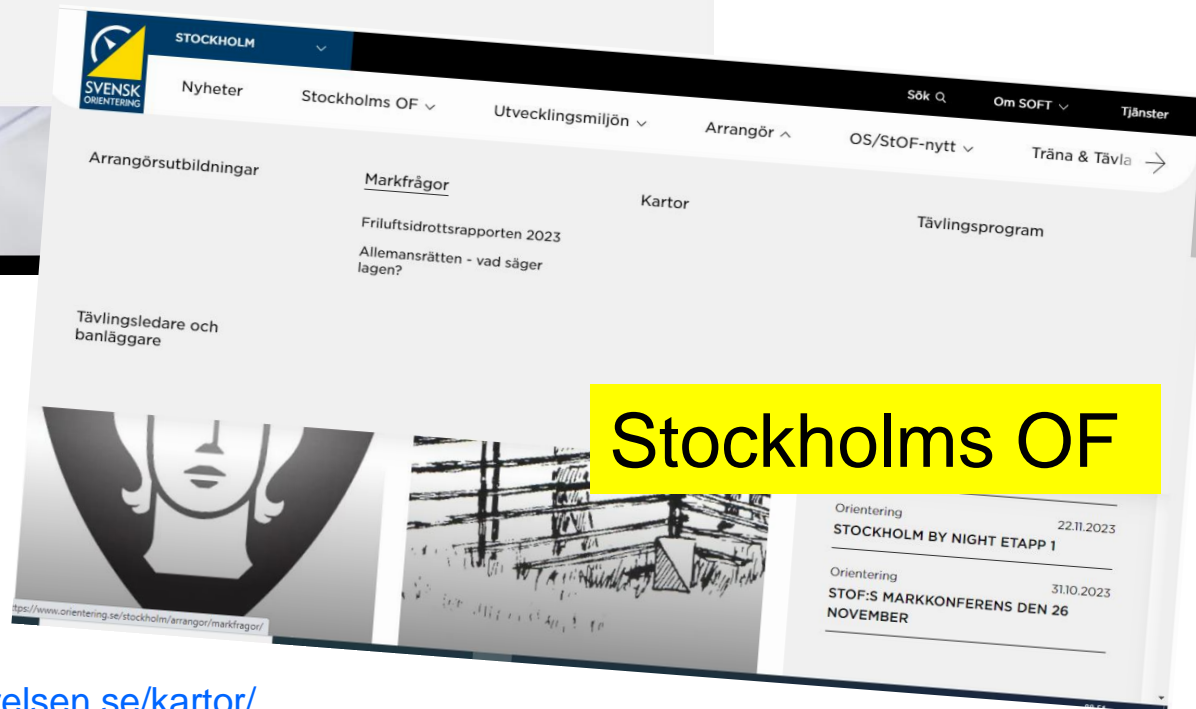 STOCKHOLM
SVENSK
ORIENTERING
Sök
Om SOFT
Tjänster
Nyheter
Stockholms OF
Utvecklingsmiljön
Arrangör
OS/StOF-nytt
Träna & Tävla
Arrangörsutbildningar
Markfrågor
Friluftsidrottsrapporten 2023
Allemansrätten - vad säger
lagen?
Kartor
Tävlingsprogram
Tävlingsledare och
banläggare
Stockholms OF
Orientering
22.11.2023
STOCKHOLM BY NIGHT ETAPP 1
Orientering
31.10.2023
STOF:S MARKKONFERENS DEN 26
NOVEMBER
ttps://www.orientering.se/stockholm/arrangor/markfragor/
elsen.se/kartor/